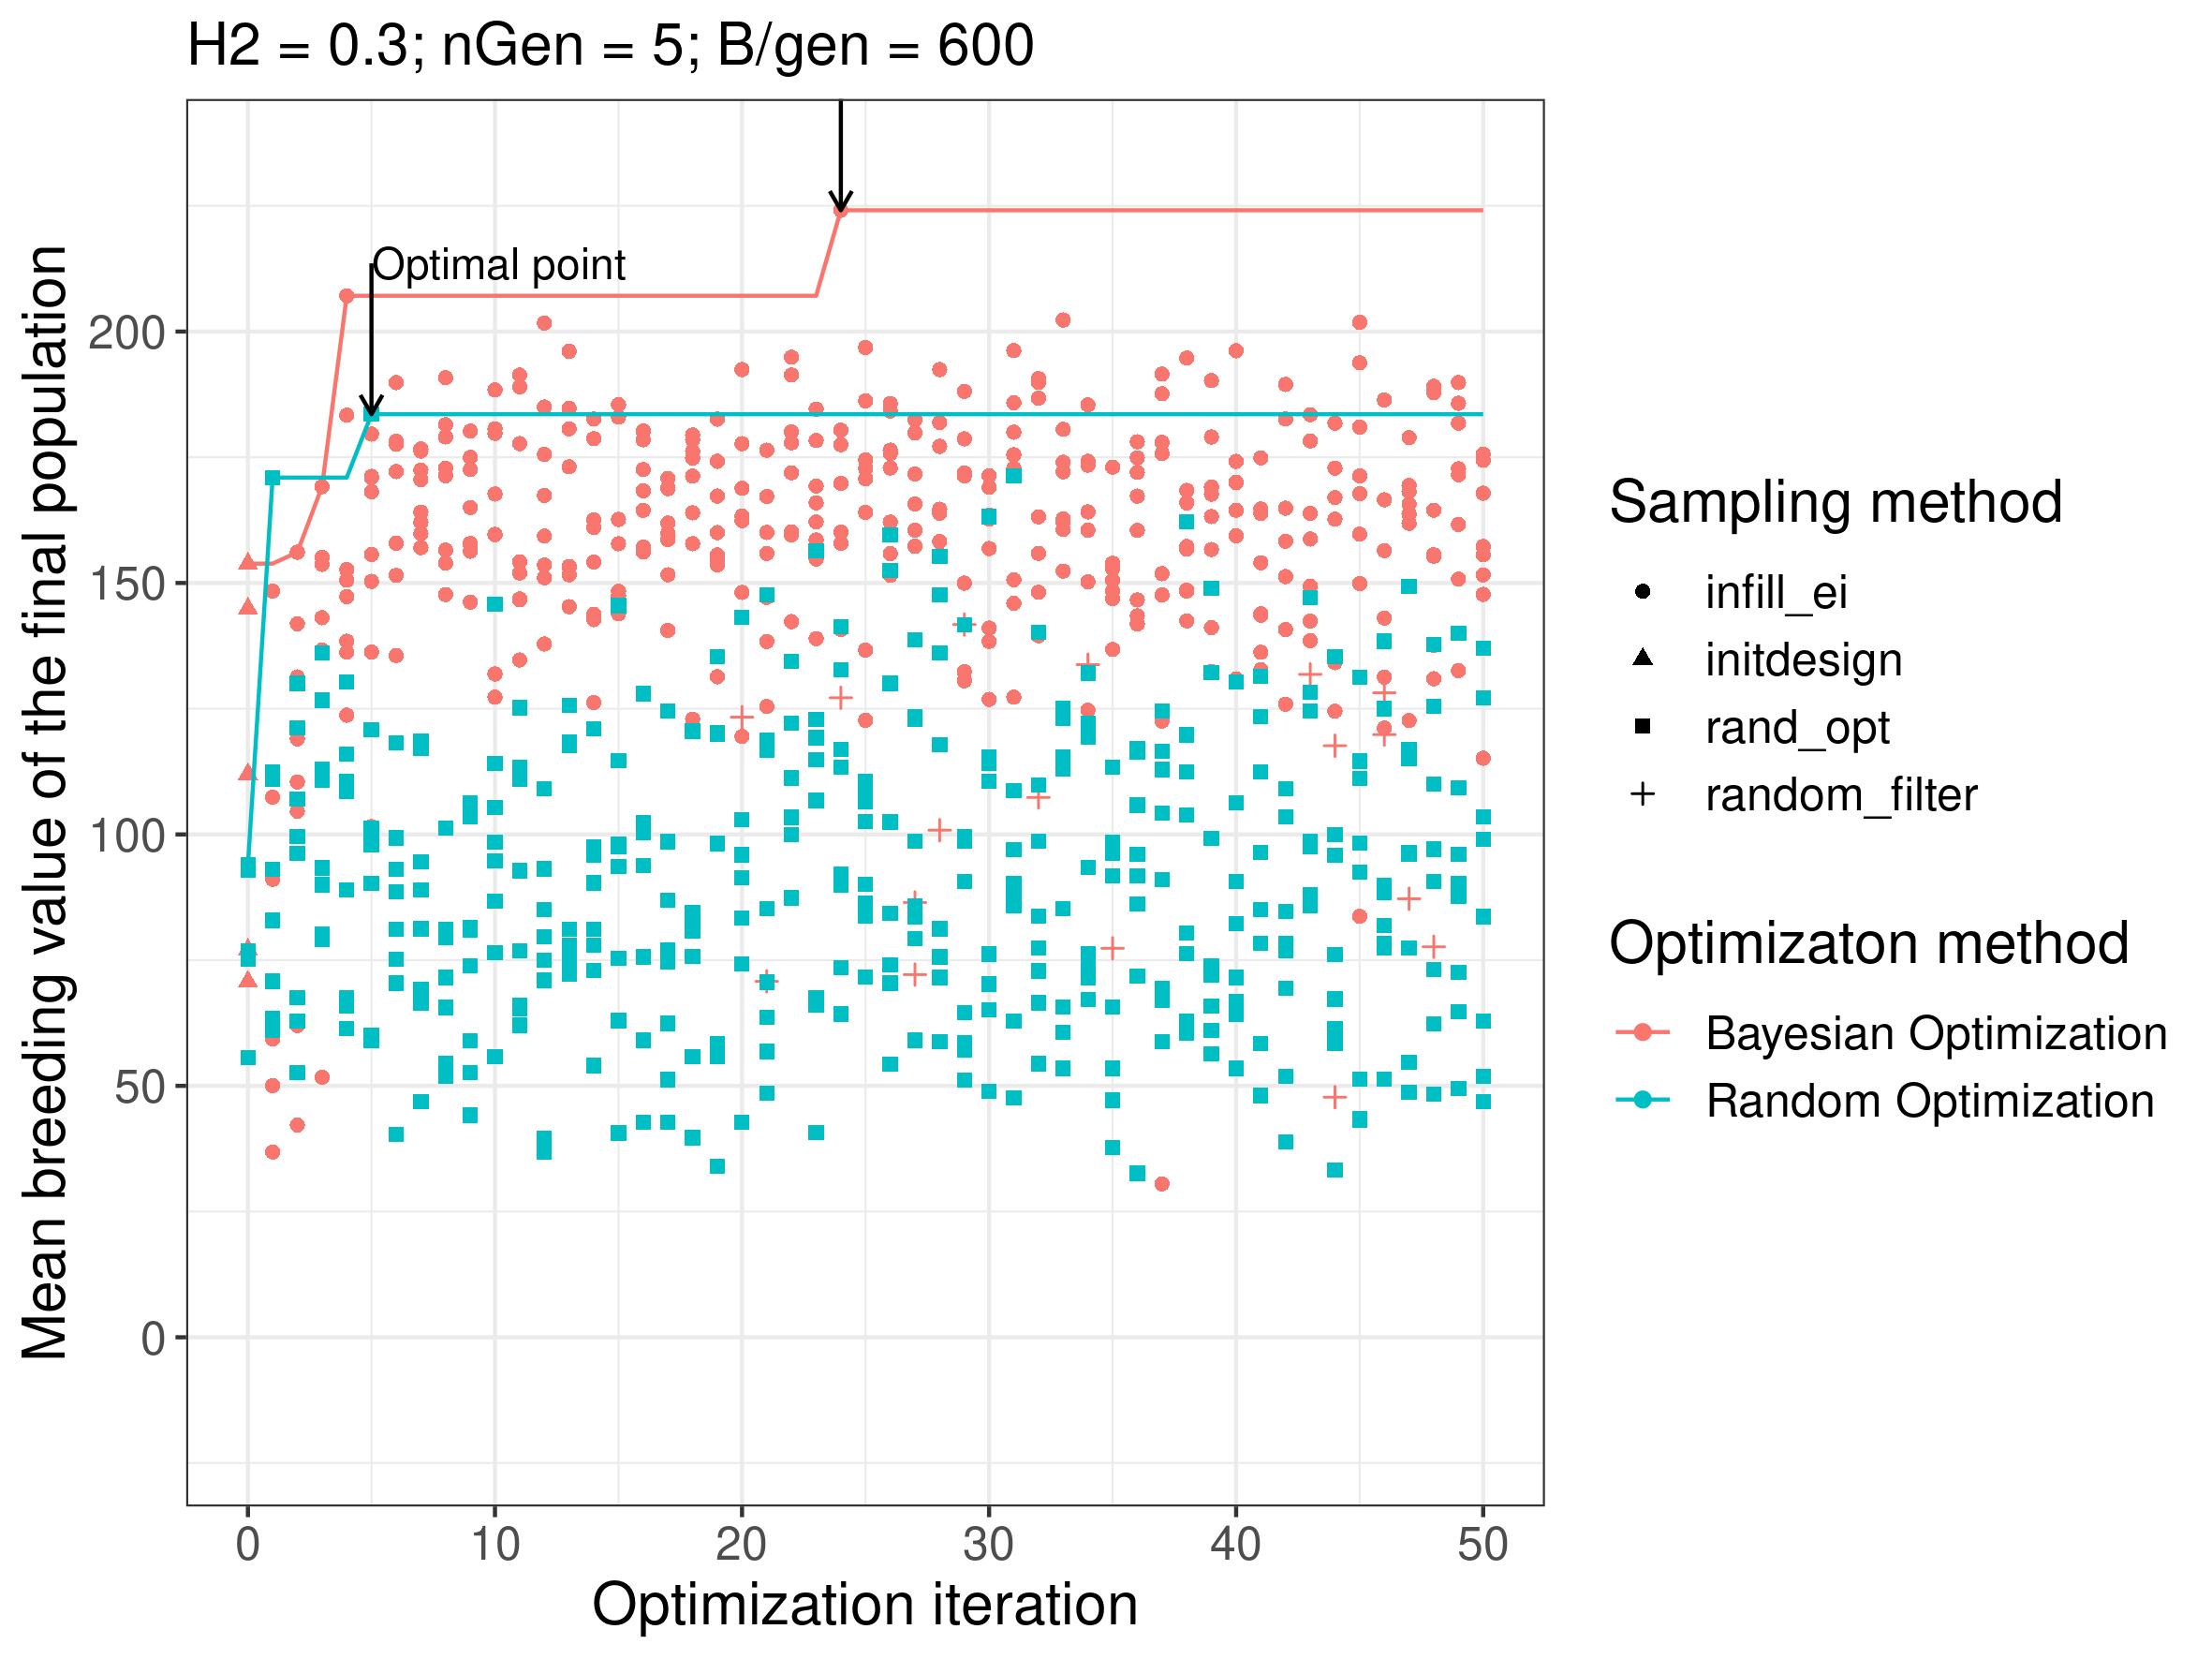 H2 = 0.3; nGen = 5; B/gen = 600
Mean breeding value of the final population
200
150
100
50
0
Optimal point
0 10 20 30 40 50
Optimization iteration
Sampling method
infill_ei
initdesign
rand_opt
random_filter
Optimizaton method
Bayesian Optimization
Random Optimization